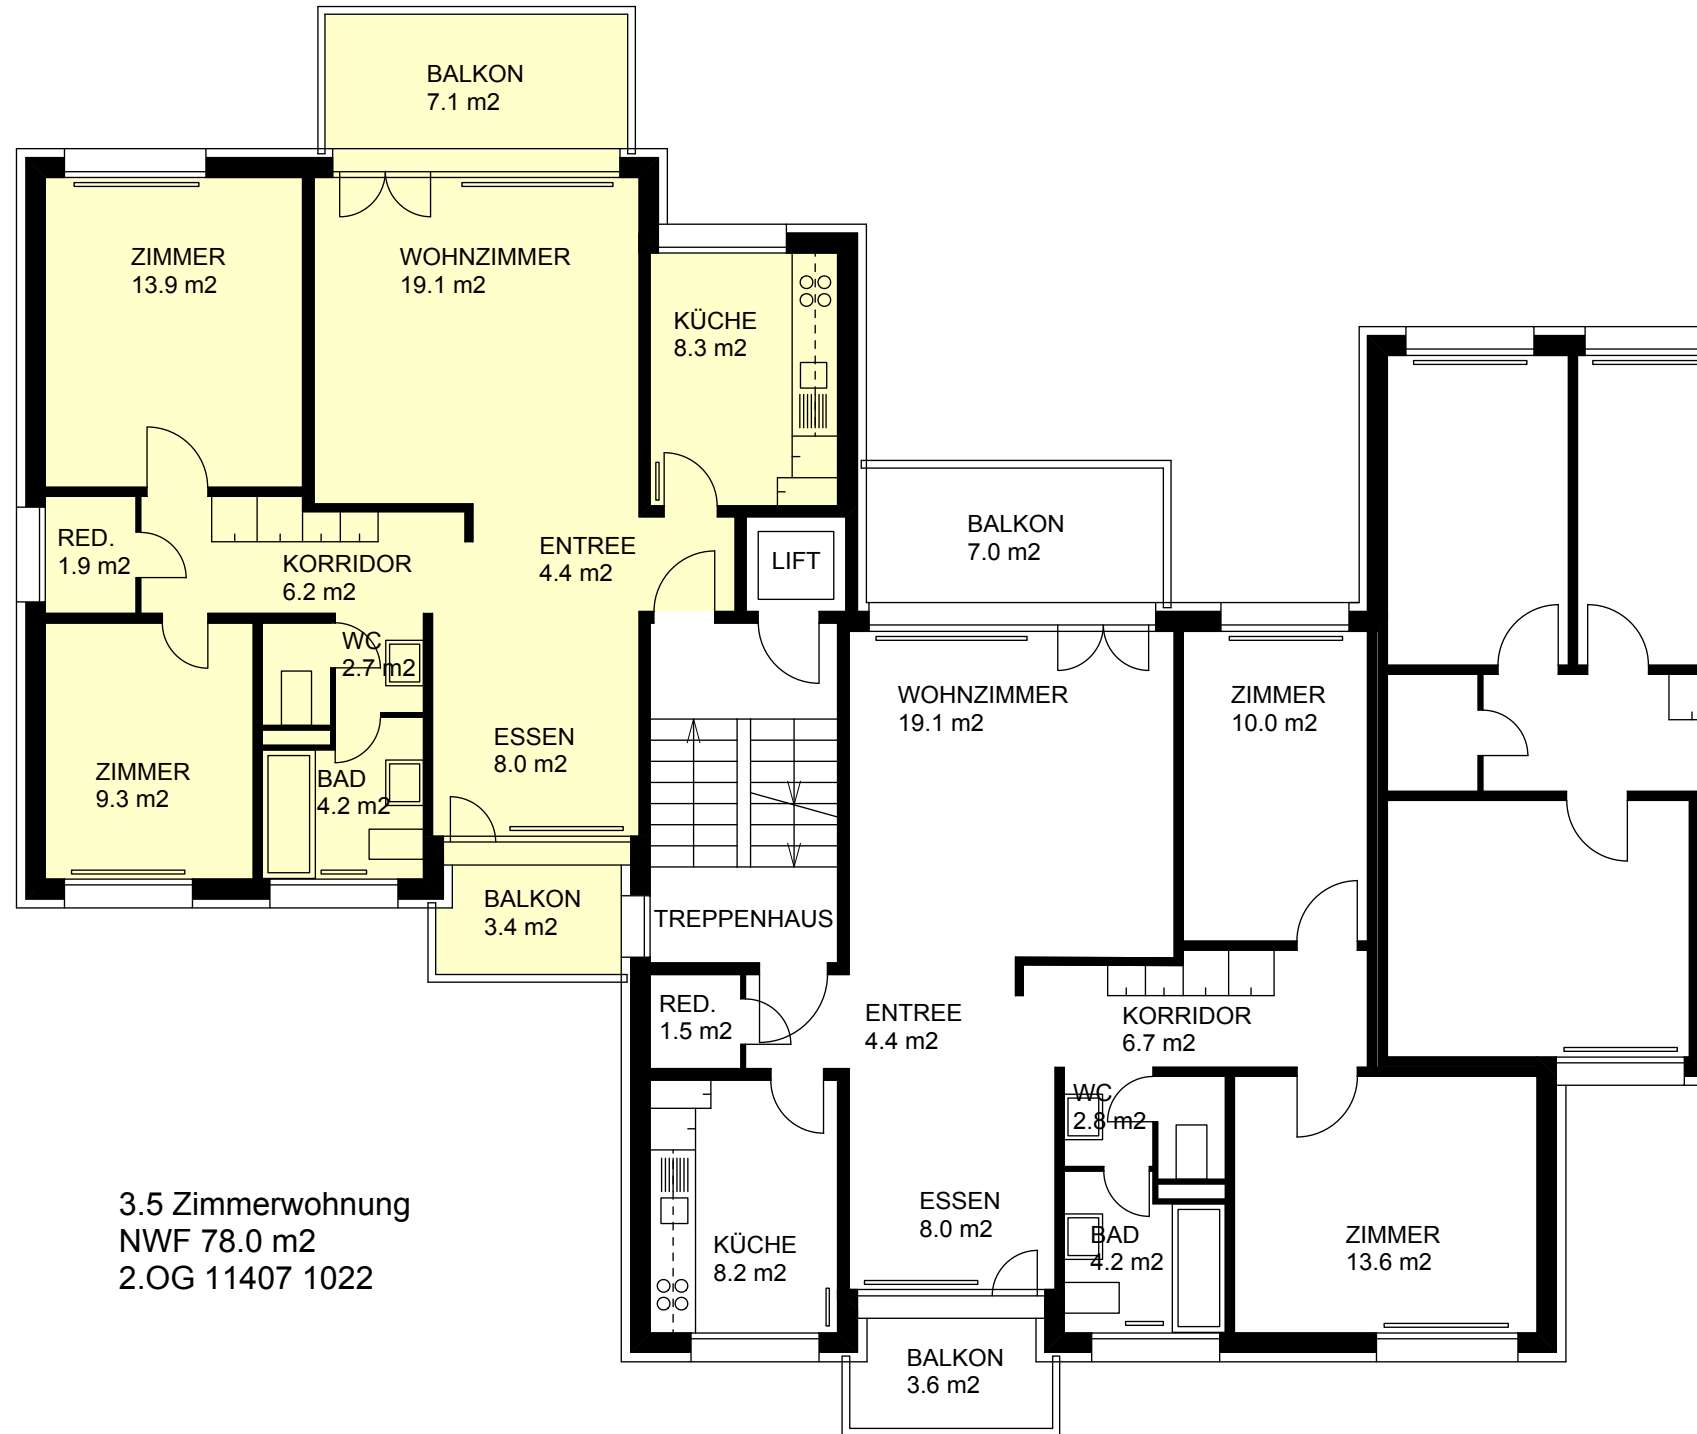 BALKON
7.1 m2
ZIMMER
13.9 m2
WOHNZIMMER
19.1 m2
KÜCHE
8.3 m2
RED.
1.9 m2
KORRIDOR
6.2 m2
ENTREE
4.4 m2
LIFT
BALKON
7.0 m2
WC
2.7 m2
ZIMMER
9.3 m2
BAD
4.2 m2
ESSEN
8.0 m2
WOHNZIMMER
19.1 m2
ZIMMER
10.0 m2
BALKON
3.4 m2
TREPPENHAUS
RED.
1.5 m2
ENTREE
4.4 m2
KORRIDOR
6.7 m2
WC
2.8 m2
KÜCHE
8.2 m2
ESSEN
8.0 m2
BAD
4.2 m2
ZIMMER
13.6 m2
BALKON
3.6 m2
3.5 Zimmerwohnung
NWF 78.0 m2
2.OG 11407 1022